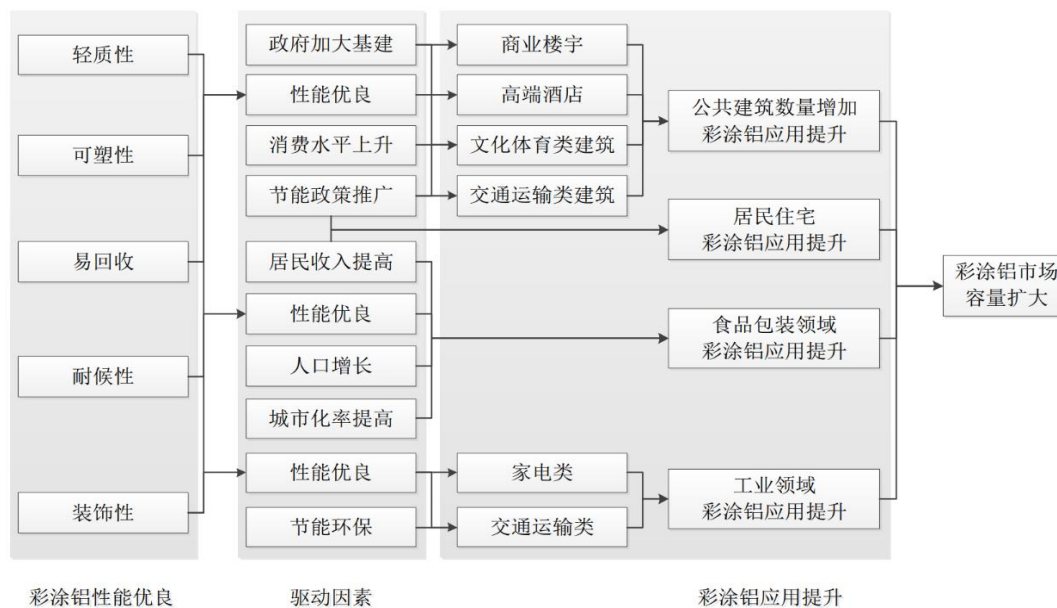 轻质性
可塑性
易回收
耐候性
装饰性
彩涂铝性能优良
政府加大基建
性能优良
消费水平上升
节能政策推广
居民收入提高
性能优良
人口增长
城市化率提高
性能优良
节能环保
驱动因素
商业楼宇
高端酒店
文化体育类建筑
交通运输类建筑
家电类
交通运输类
公共建筑数量增加
彩涂铝应用提升
居民住宅
彩涂铝应用提升
食品包装领域
彩涂铝应用提升
工业领域
彩涂铝应用提升
彩涂铝应用提升
彩涂铝市场
容量扩大